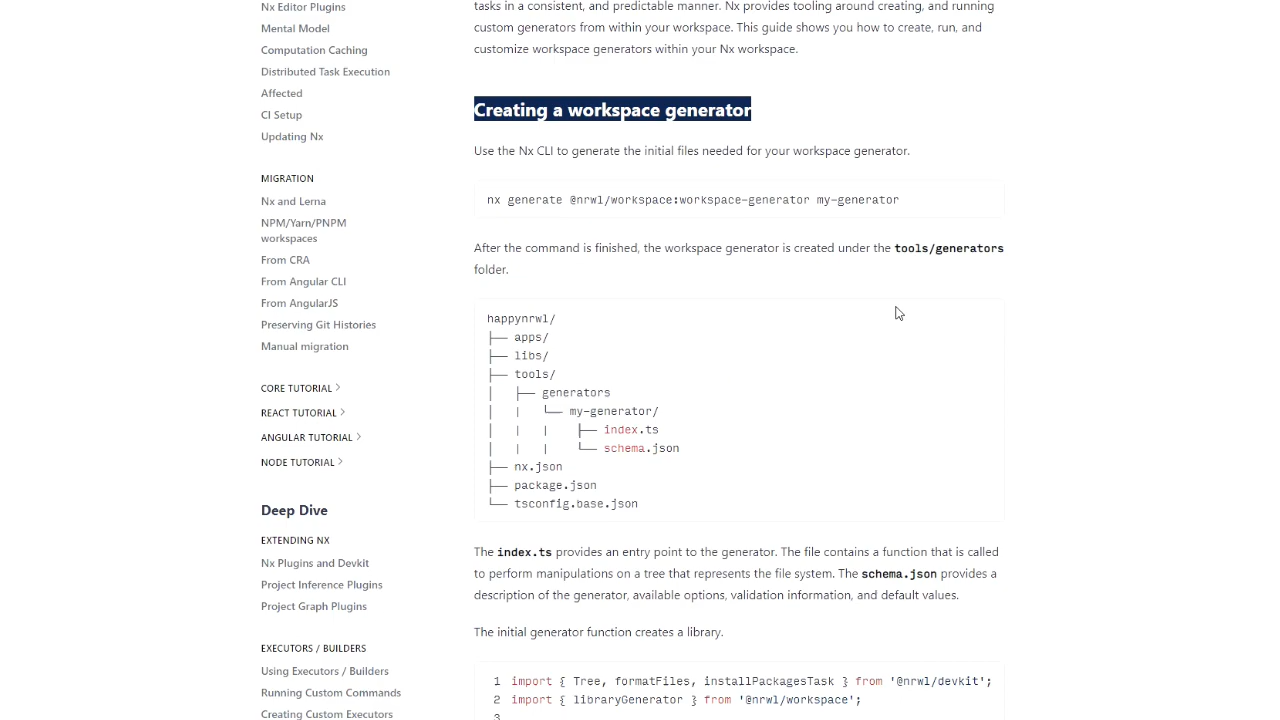 Nx Editor Plugins
Mental Model
Computation Caching
Distributed Task Execution
Affected
CI Setup
Updating Nx
MIGRATION
Nx and Lerna
NPM/Yarn/PNPM
workspaces
From CRA
From Angular CLI
From AngularJS
Preserving Git Histories
Manual migration
CORE TUTORIAL
REACT TUTORIAL
ANGULAR TUTORIAL
NODE TUTORIAL
Deep Dive
EXTENDING NX
Nx Plugins and Devkit
Project Inference Plugins
Project Graph Plugins
EXECUTORS / BUILDERS
Using Executors / Builders
Running Custom Commands
Creating Custom Executors
tasks in a consistent, and predictable manner. Nx provides tooling around creating, and running
custom generators from within your workspace. This guide shows you how to create, run, and
customize workspace generators within your Nx workspace.
Creating a workspace generator
Use the Nx CLI to generate the initial files needed for your workspace generator.
nx generate @nrwl/workspace:workspace-generator my-generator
After the command is finished, the workspace generator is created under the tools/generators
folder.
happynrwl/
├── apps/
├── libs/
├── tools/
│   ├── generators
│   |   └── my-generator/
│   |   |    ├── index.ts
│   |   |    └── schema.json
├── nx.json
├── package.json
└── tsconfig.base.json
The index.ts provides an entry point to the generator. The file contains a function that is called
to perform manipulations on a tree that represents the file system. The schema.json provides a
description of the generator, available options, validation information, and default values.
The initial generator function creates a library.
1 import { Tree, formatFiles, installPackagesTask } from '@nrwl/devkit';
2 import { libraryGenerator } from '@nrwl/workspace';
3